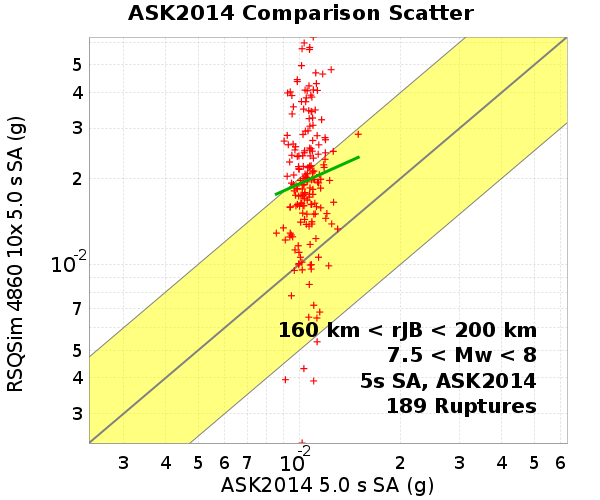 ASK2014 Comparison Scatter
RSQSim 4860 10x 5.0 s SA (g)
5
4
3
2
10-2
7
5
4
3
160 km < rJB < 200 km
7.5 < Mw < 8
5s SA, ASK2014
189 Ruptures
3 4 5 6 7 10-2 2 3 4 5 6
ASK2014 5.0 s SA (g)